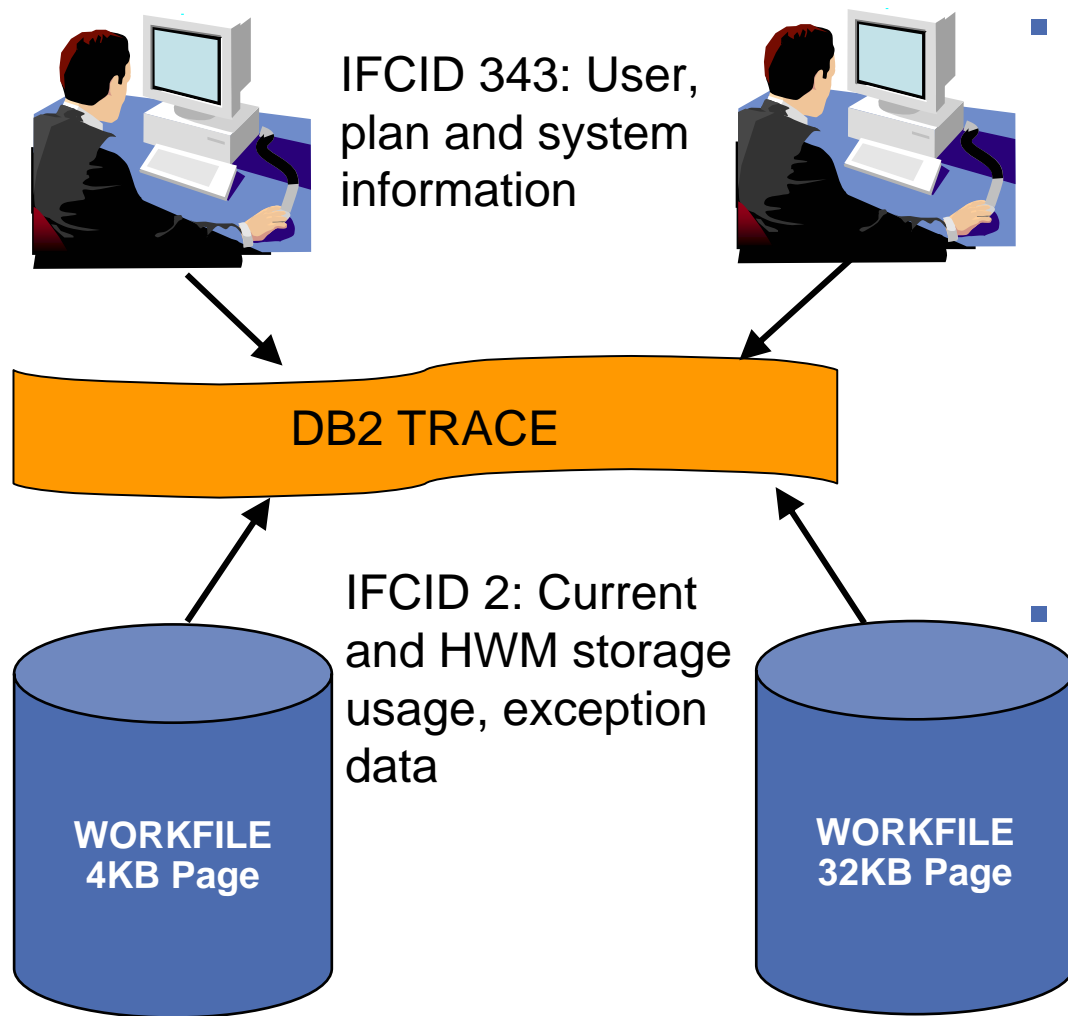 IFCID 343: User,
plan and system
information
DB2 TRACE
IFCID 2: Current
and HWM storage
usage, exception
data
WORKFILE
4KB Page
WORKFILE
32KB Page